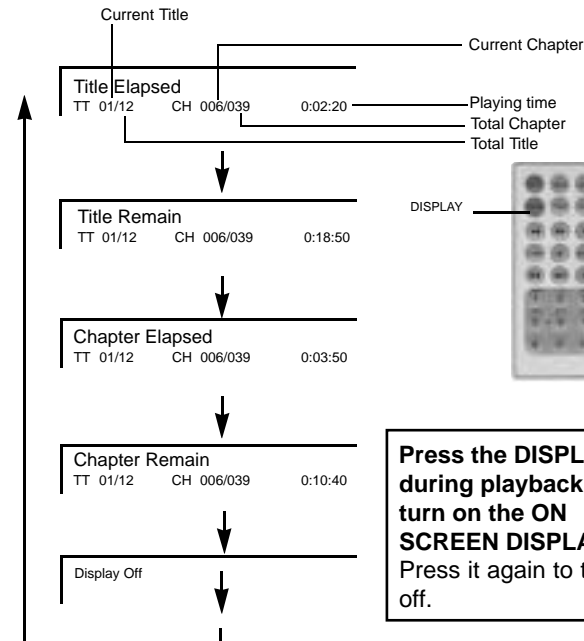 Current Title
Current Chapter
Title Elapsed
TT 01/12 CH 006/039 0:02:20
Playing time
Total Chapter
Total Title
DISPLAY
Title Remain
TT 01/12 CH 006/039 0:18:50
Chapter Elapsed
TT 01/12 CH 006/039 0:03:50
Chapter Remain
TT 01/12 CH 006/039 0:10:40
Display Off
Press the
during playback
turn on the ON
SCREEN
Press it again to
off.